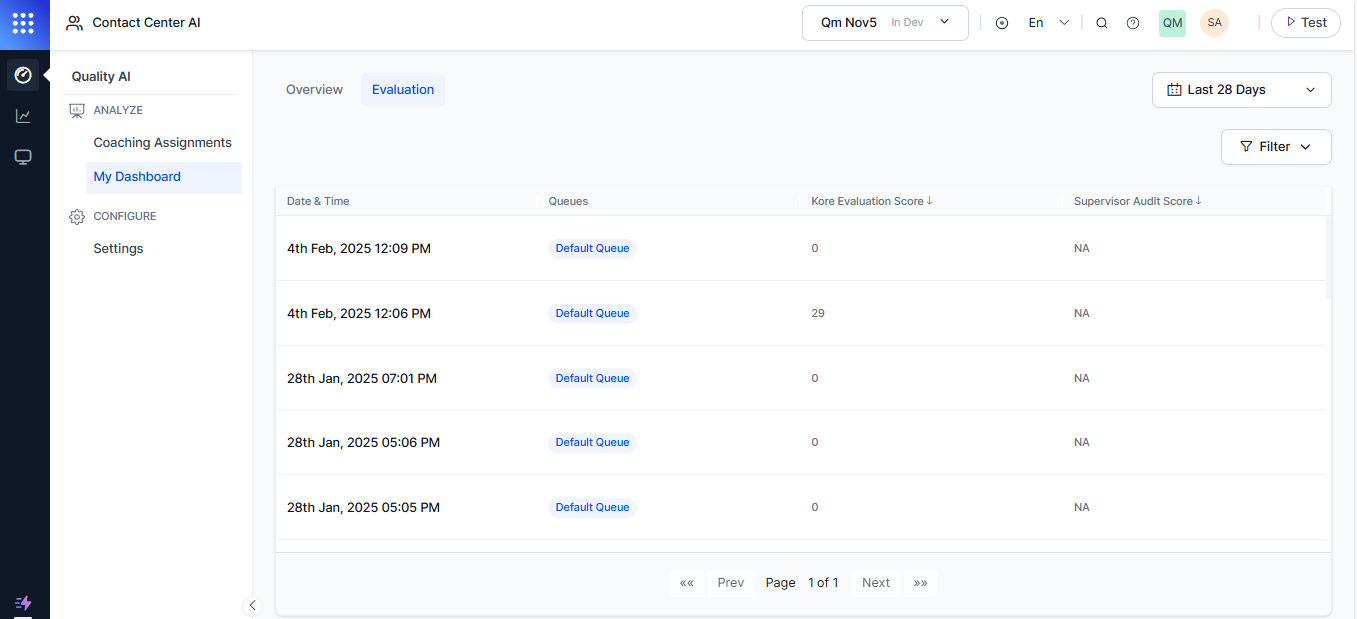 Contact Center AI
Qm Nov5 In Dev
En
QM
SA
Test
Quality AI
ANALYZE
Coaching Assignments
My Dashboard
CONFIGURE
Settings
Overview Evaluation
Last 28 Days
Filter
Date & Time Queues Kore Evaluation Score↓ Supervisor Audit Score↓
4th Feb, 2025 12:09 PM Default Queue 0 NA
4th Feb, 2025 12:06 PM Default Queue 29 NA
28th Jan, 2025 07:01 PM Default Queue 0 NA
28th Jan, 2025 05:06 PM Default Queue 0 NA
28th Jan, 2025 05:05 PM Default Queue 0 NA
«« Prev Page 1 of 1 Next »»